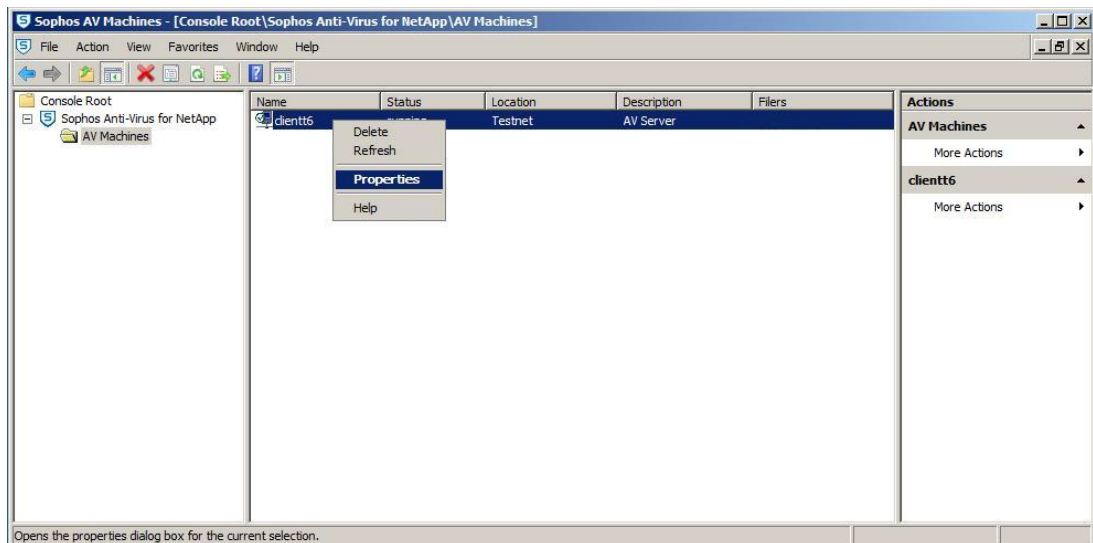 Sophos AV Machines - [Console Root\Sophos Anti-Virus for NetApp\AV Machines]
File Action View Favorites Window Help
Console Root
Sophos Anti-Virus for NetApp
AV Machines
Name Status Location Description Filers
clientt6 Testnet AV Server
Delete
Refresh
Properties
Help
Actions
AV Machines
More Actions
clientt6
More Actions
Opens the properties dialog box for the current selection.